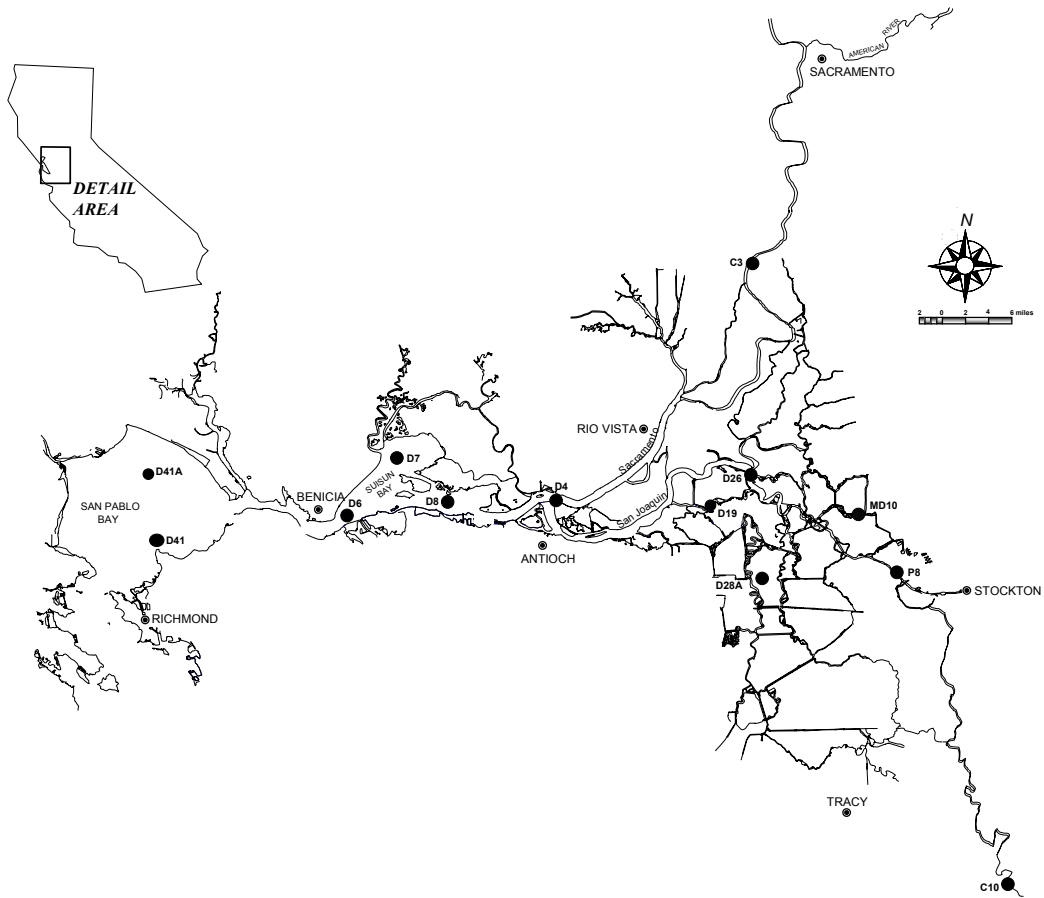 AMERICAN RIVER
SACRAMENTO
DETAIL
AREA
N
2 0 2 4 6 miles
C3
RIO VISTA
Sacramento
D7
SUISUN
BAY
D41A
SAN PABLO
BAY
BENICIA
D6
D8
D4
D26
San Joaquin
D19
MD10
D41
ANTIOCH
P8
D28A
STOCKTON
RICHMOND
TRACY
C10